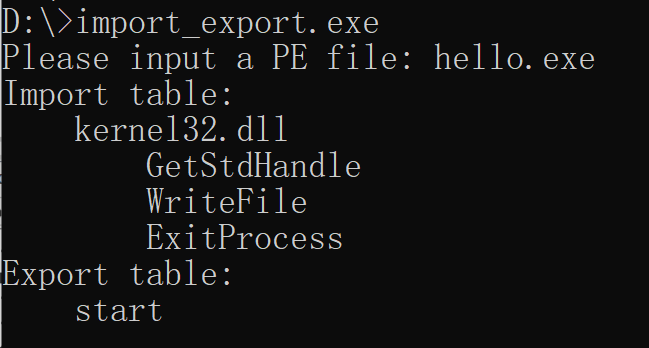 D:\>import_export.exe
Please input a PE file: hello.exe
Import table:
    kernel32.dll
        GetStdHandle
        WriteFile
        ExitProcess
Export table:
    start